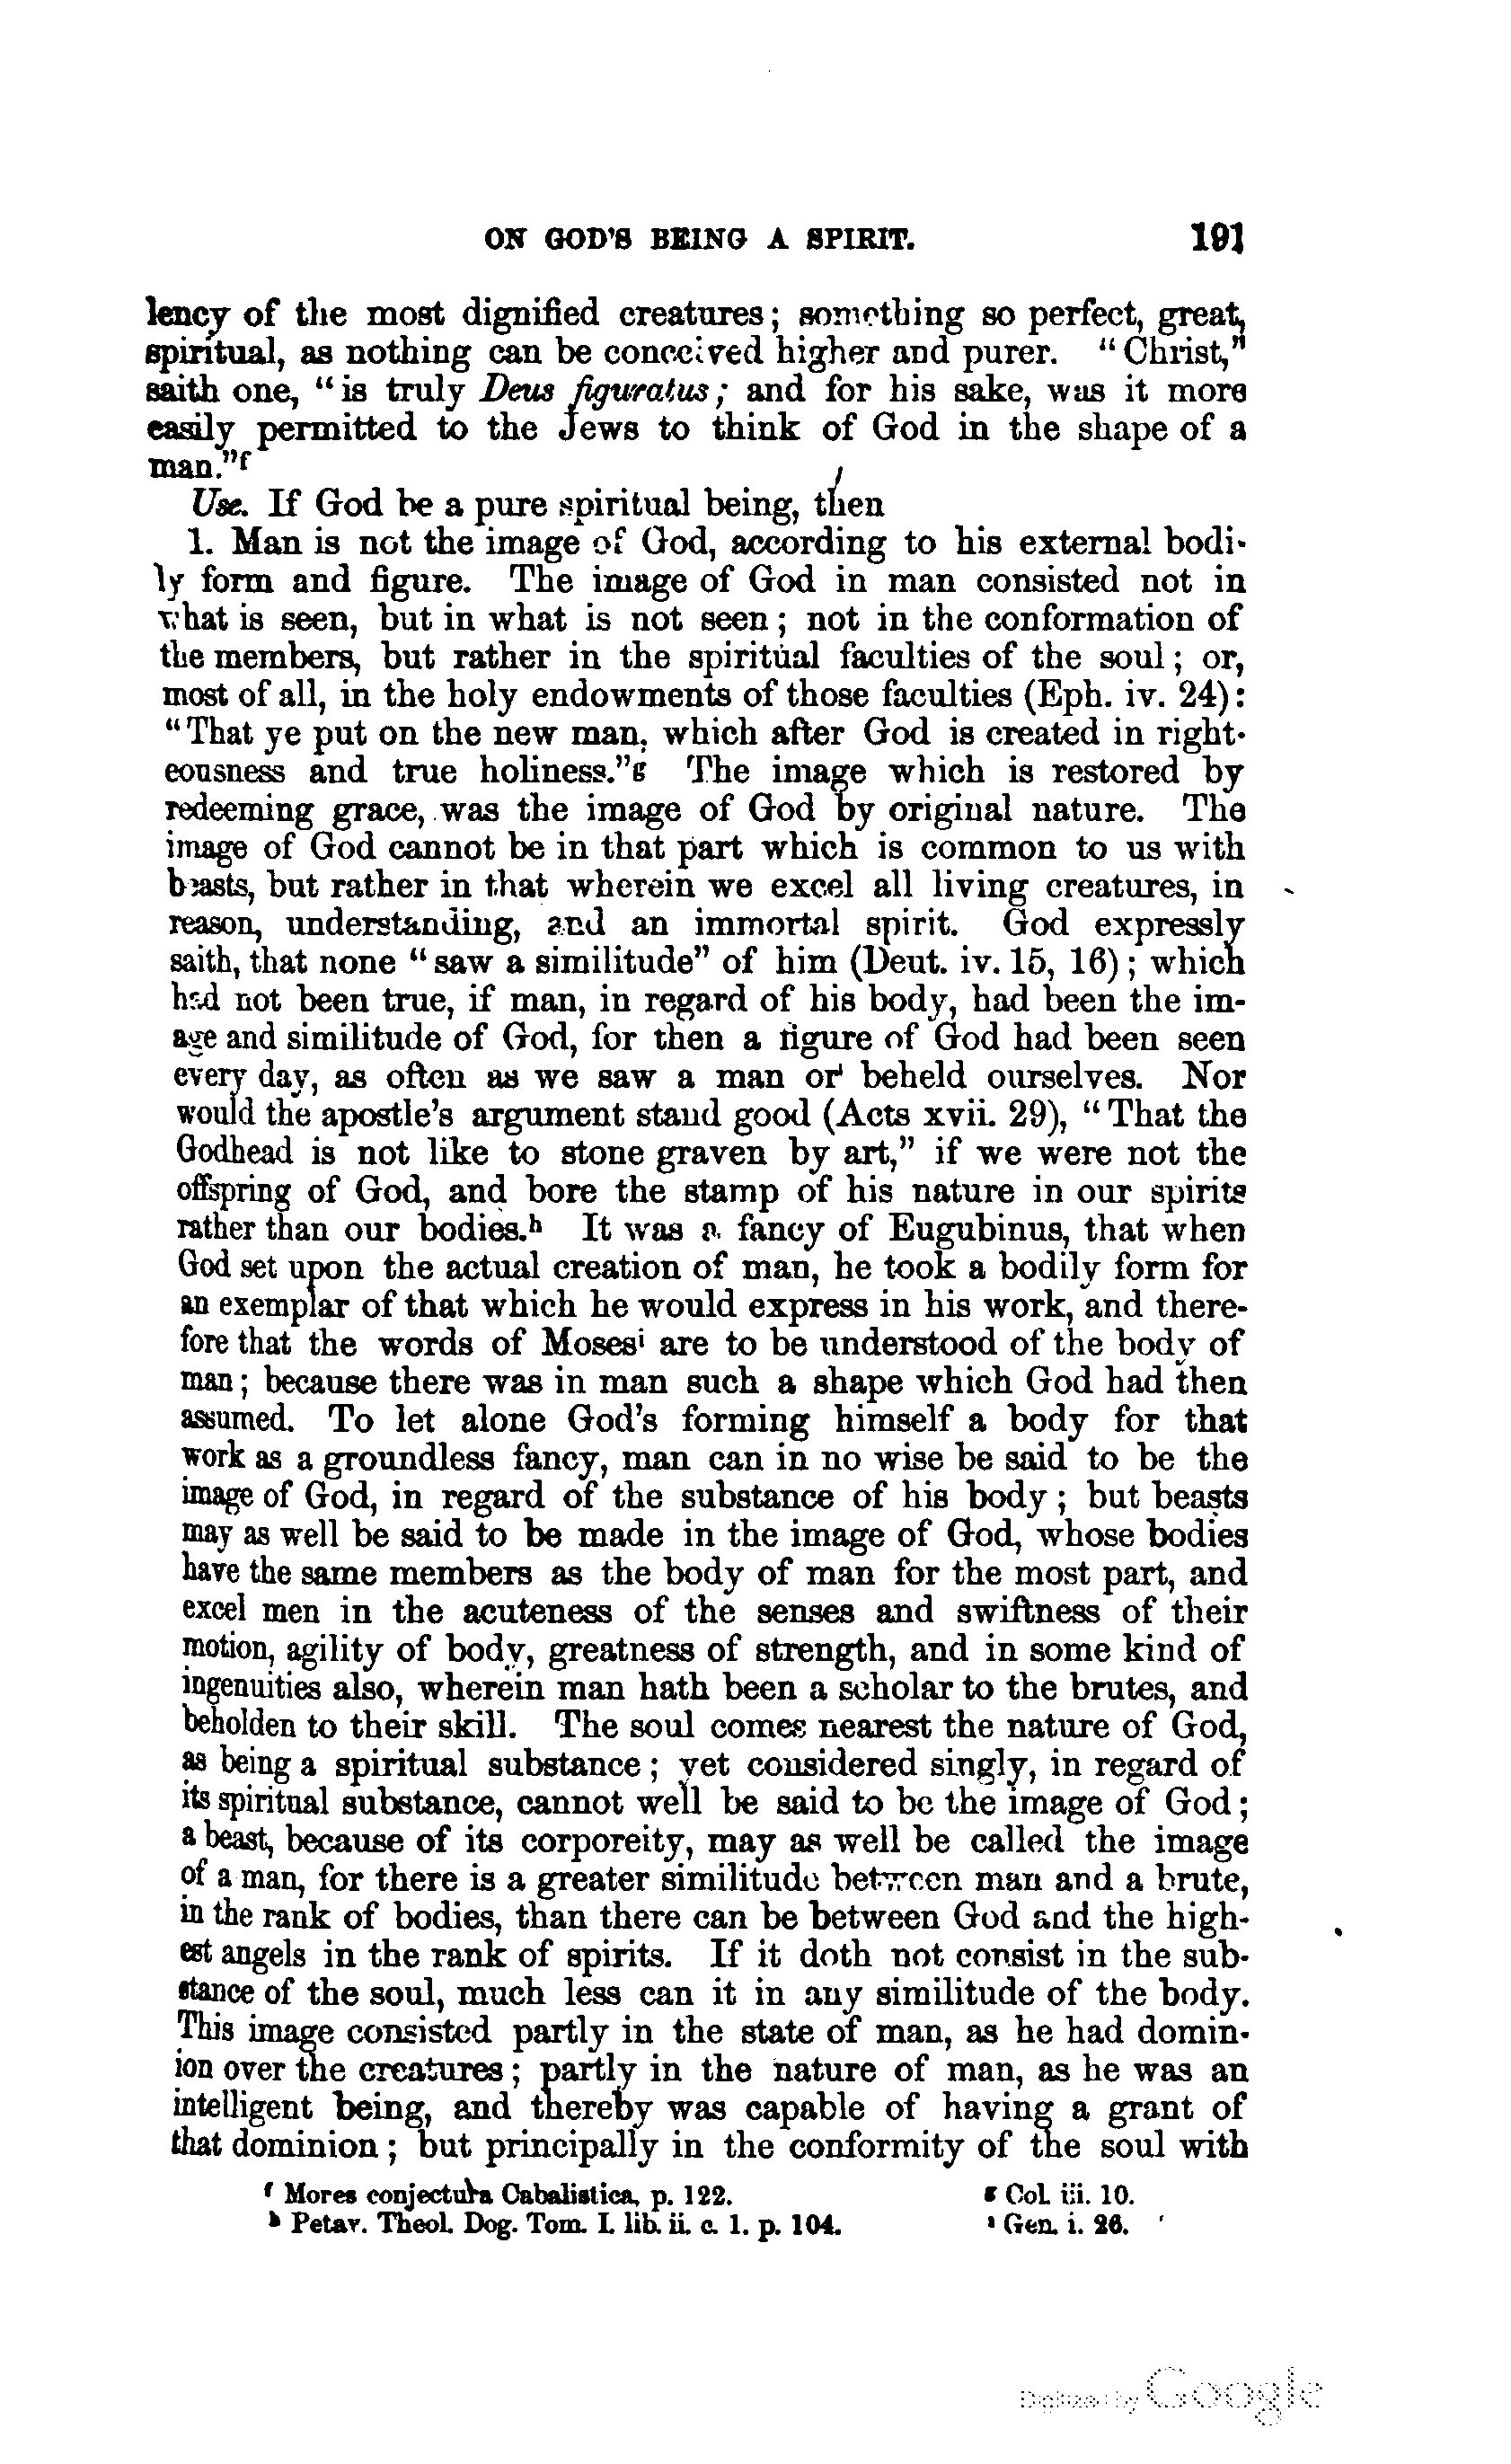 ON GOD'S BEING A SPIRIT. 191
lency of the most dignified creatures; something so perfect, great,
spiritual, as nothing can be conceived higher and purer. "Christ,"
saith one, "is truly Deus figuratus; and for his sake, was it more
easily permitted to the Jews to think of God in the shape of a
man."f
Use. If God be a pure spiritual being, then
1. Man is not the image of God, according to his external bodi-
ly form and figure. The image of God in man consisted not in
what is seen, but in what is not seen; not in the conformation of
the members, but rather in the spiritual faculties of the soul; or,
most of all, in the holy endowments of those faculties (Eph. iv. 24):
"That ye put on the new man, which after God is created in right-
eousness and true holiness."g The image which is restored by
redeeming grace, was the image of God by original nature. The
image of God cannot be in that part which is common to us with
beasts, but rather in that wherein we excel all living creatures, in
reason, understanding, and an immortal spirit. God expressly
saith, that none "saw a similitude" of him (Deut. iv. 15, 16); which
had not been true, if man, in regard of his body, had been the im-
age and similitude of God, for then a figure of God had been seen
every day, as often as we saw a man or beheld ourselves. Nor
would the apostle's argument stand good (Acts xvii. 29), "That the
Godhead is not like to stone graven by art," if we were not the
offspring of God, and bore the stamp of his nature in our spirits
rather than our bodies.h It was a fancy of Eugubinus, that when
God set upon the actual creation of man, he took a bodily form for
an exemplar of that which he would express in his work, and there-
fore that the words of Mosesi are to be understood of the body of
man; because there was in man such a shape which God had then
assumed. To let alone God's forming himself a body for that
work as a groundless fancy, man can in no wise be said to be the
image of God, in regard of the substance of his body; but beasts
may as well be said to be made in the image of God, whose bodies
have the same members as the body of man for the most part, and
excel men in the acuteness of the senses and swiftness of their
motion, agility of body, greatness of strength, and in some kind of
ingenuities also, wherein man hath been a scholar to the brutes, and
beholden to their skill. The soul comes nearest the nature of God,
as being a spiritual substance; yet considered singly, in regard of
its spiritual substance, cannot well be said to be the image of God;
a beast, because of its corporeity, may as well be called the image
of a man, for there is a greater similitude between man and a brute,
in the rank of bodies, than there can be between God and the high-
est angels in the rank of spirits. If it doth not consist in the sub-
stance of the soul, much less can it in any similitude of the body.
This image consisted partly in the state of man, as he had domin-
ion over the creatures; partly in the nature of man, as he was an
intelligent being, and thereby was capable of having a grant of
that dominion; but principally in the conformity of the soul with
f Mores conjectura Cabalistica, p. 122. g Col. iii. 10.
h Petav. Theol. Dog. Tom. I. lib. ii. c. 1. p. 104. i Gen. i. 26.
Digitized by Google